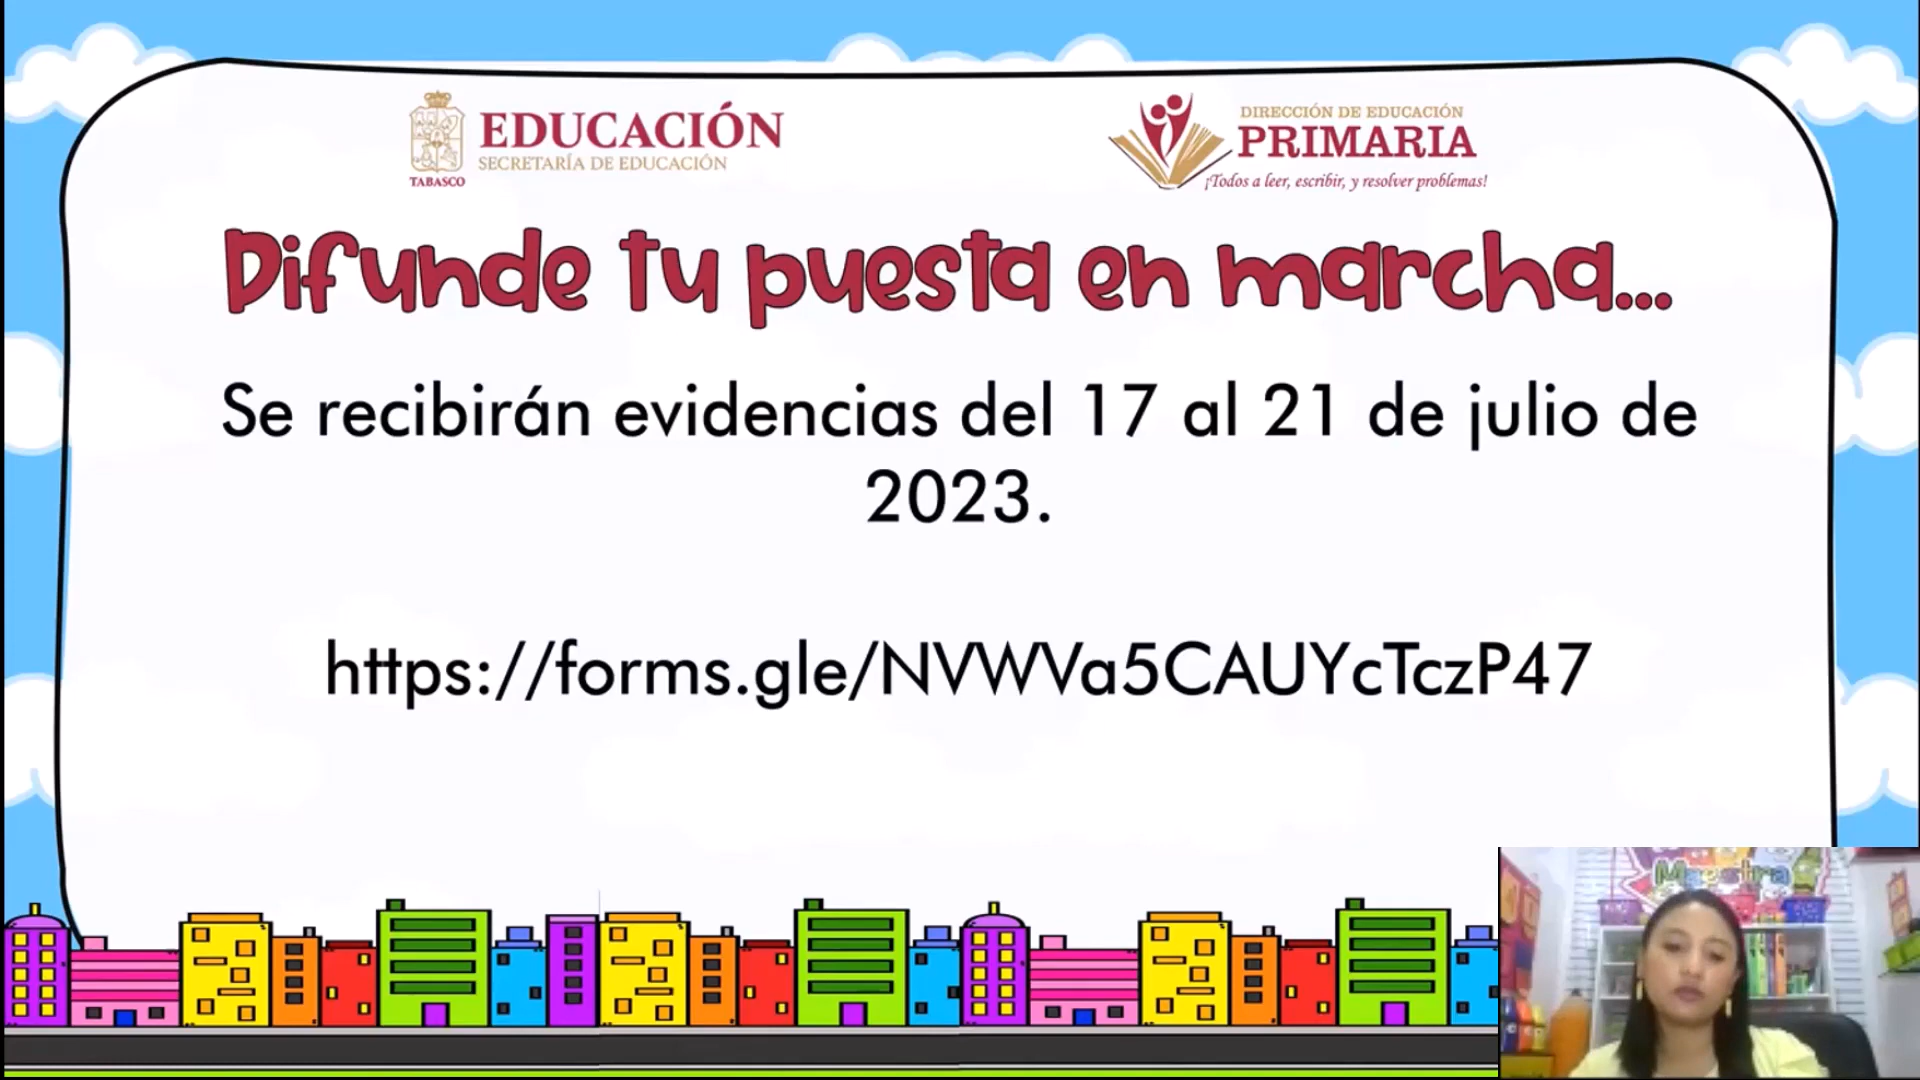 EDUCACIÓN
SECRETARÍA DE EDUCACIÓN
TABASCO
DIRECCIÓN DE EDUCACIÓN
PRIMARIA
¡Todos a leer, escribir, y resolver problemas!
Difunde tu puesta en marcha...
Se recibirán evidencias del 17 al 21 de julio de
2023.
https://forms.gle/NVWVa5CAUYcTczP47
Maestra